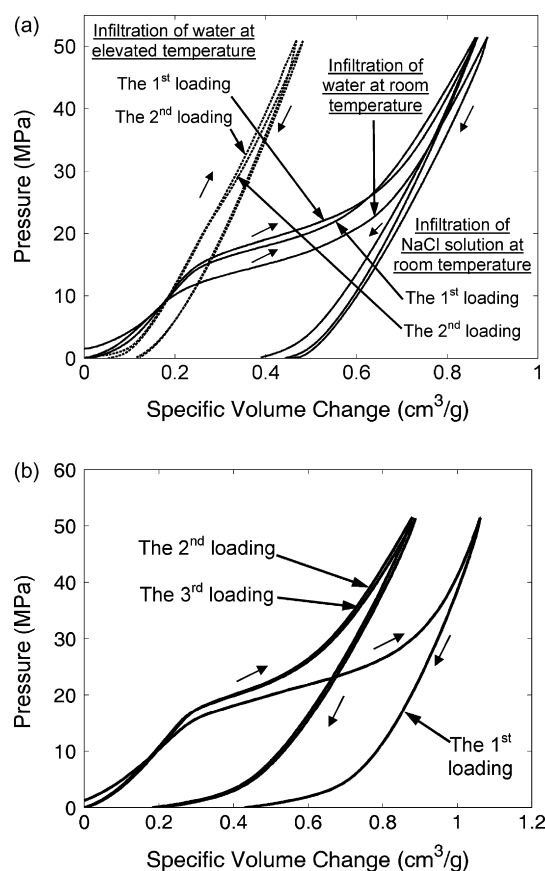 (a)
Infiltration of water at
elevated temperature
The 1st loading
The 2nd loading
Infiltration of
water at room
temperature
Infiltration of
NaCl solution at
room temperature
The 1st loading
The 2nd loading
50
40
30
20
10
0
Pressure (MPa)
0
0.2
0.4
0.6
0.8
1
Specific Volume Change (cm3/g)
(b)
60
50
40
30
20
10
0
Pressure (MPa)
The 2nd loading
The 3rd loading
The 1st
loading
0
0.2
0.4
0.6
0.8
1
1.2
Specific Volume Change (cm3/g)